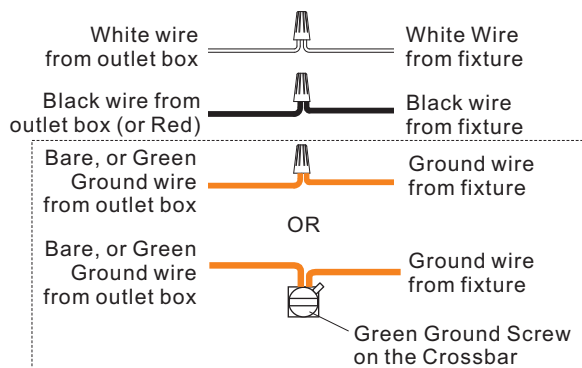 White wire
from outlet box
White Wire
from fixture
Black wire from
outlet box (or Red)
Black wire
from fixture
Bare, or Green
Ground wire
from outlet box
Ground wire
from fixture
OR
Bare, or Green
Ground wire
from outlet box
Ground wire
from fixture
Green Ground Screw
on the Crossbar